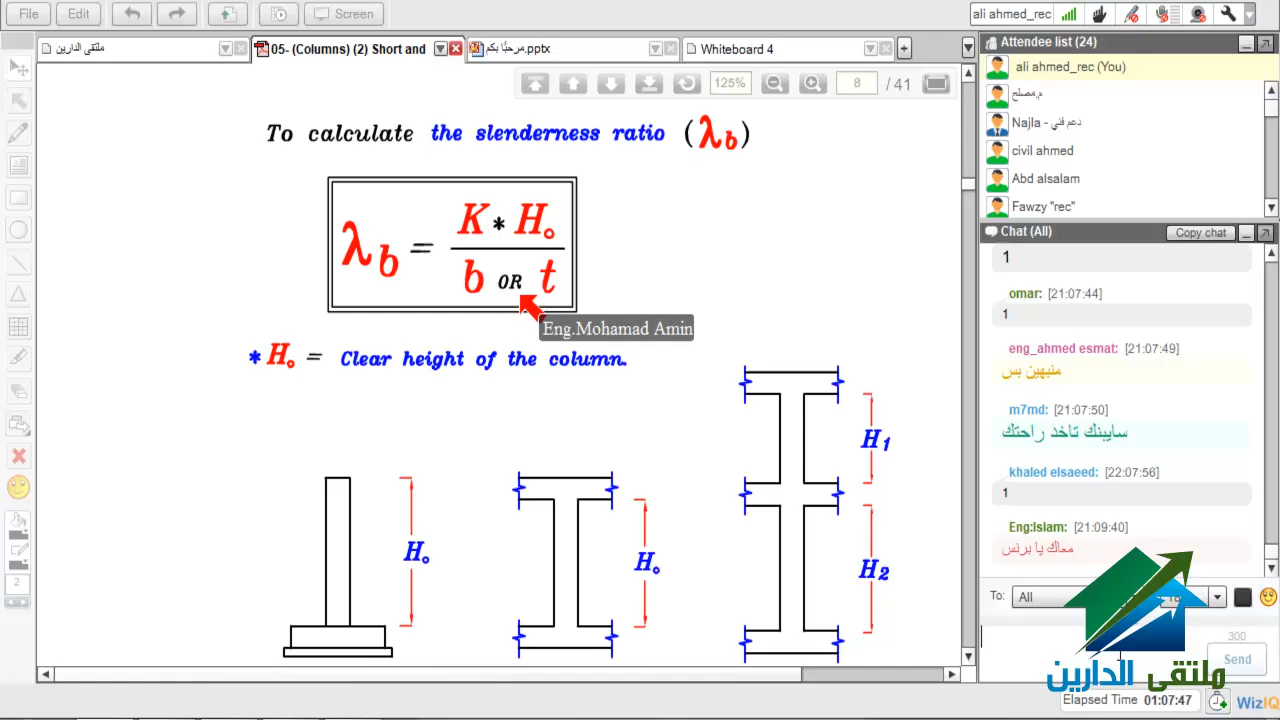 File
Edit
Screen
ali ahmed_rec
ملتقى الدارين
05- (Columns) (2) Short and
مرحبًا بكم.pptx
Whiteboard 4
125%
8
/ 41
To calculate the slenderness ratio (λb)
λb = K * H₀
b OR t
Eng.Mohamad Amin
* H₀ = Clear height of the column.
H₀
H₀
H1
H2
2
Attendee list (24)
ali ahmed_rec (You)
م.مصلح
Najla - دعم فني
civil ahmed
Abd alsalam
Fawzy "rec"
Chat (All)
Copy chat
1
omar: [21:07:44]
1
eng_ahmed esmat: [21:07:49]
منبهين بس
m7md: [21:07:50]
سايبنك تاخد راحتك
khaled elsaeed: [22:07:56]
1
Eng:Islam: [21:09:40]
معاك يا برنس
To:
All
300
Send
ملتقى الدارين
Elapsed Time 01:07:47
WizIQ